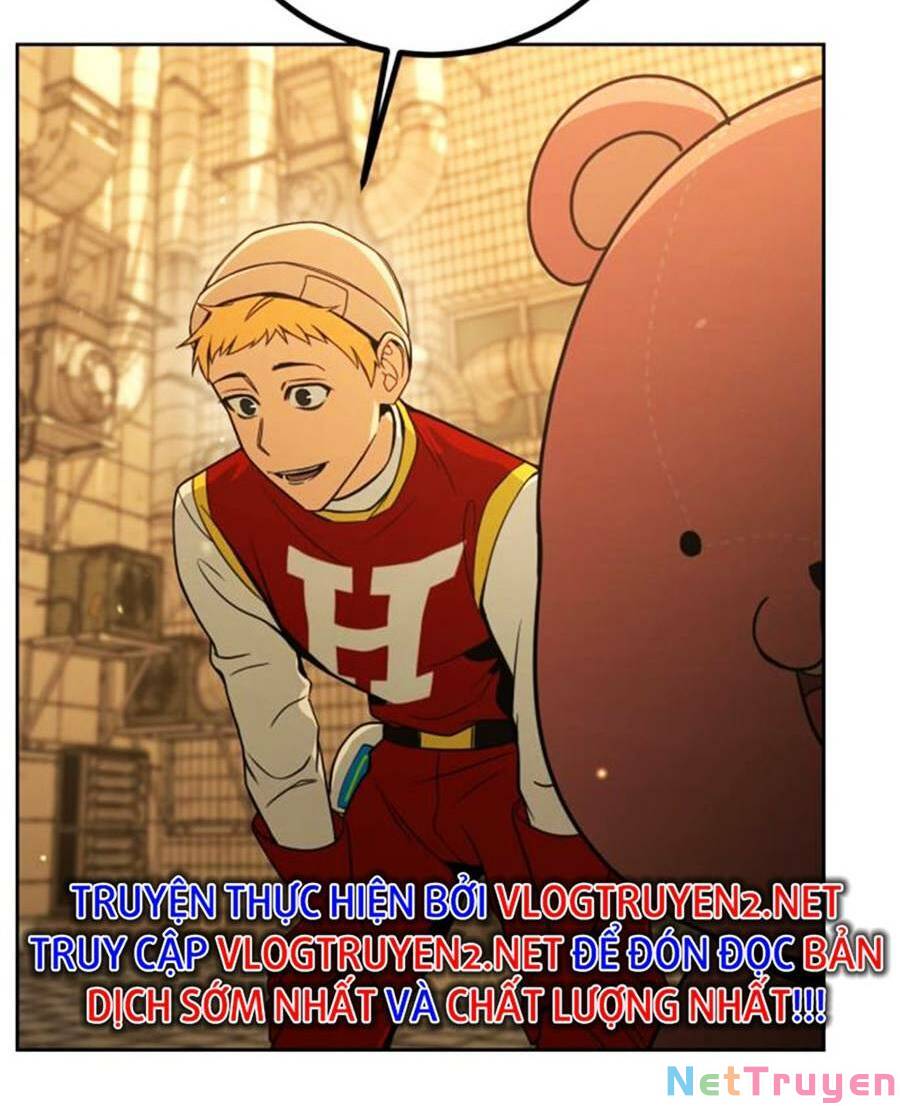 H
TRUYỆN THỰC HIỆN BỞI VLOGTRUYEN2.NET
TRUY CẬP VLOGTRUYEN2.NET ĐỂ ĐÓN ĐỌC BẢN
DỊCH SỚM NHẤT VÀ CHẤT LƯỢNG NHẤT!!!
NetTruyen